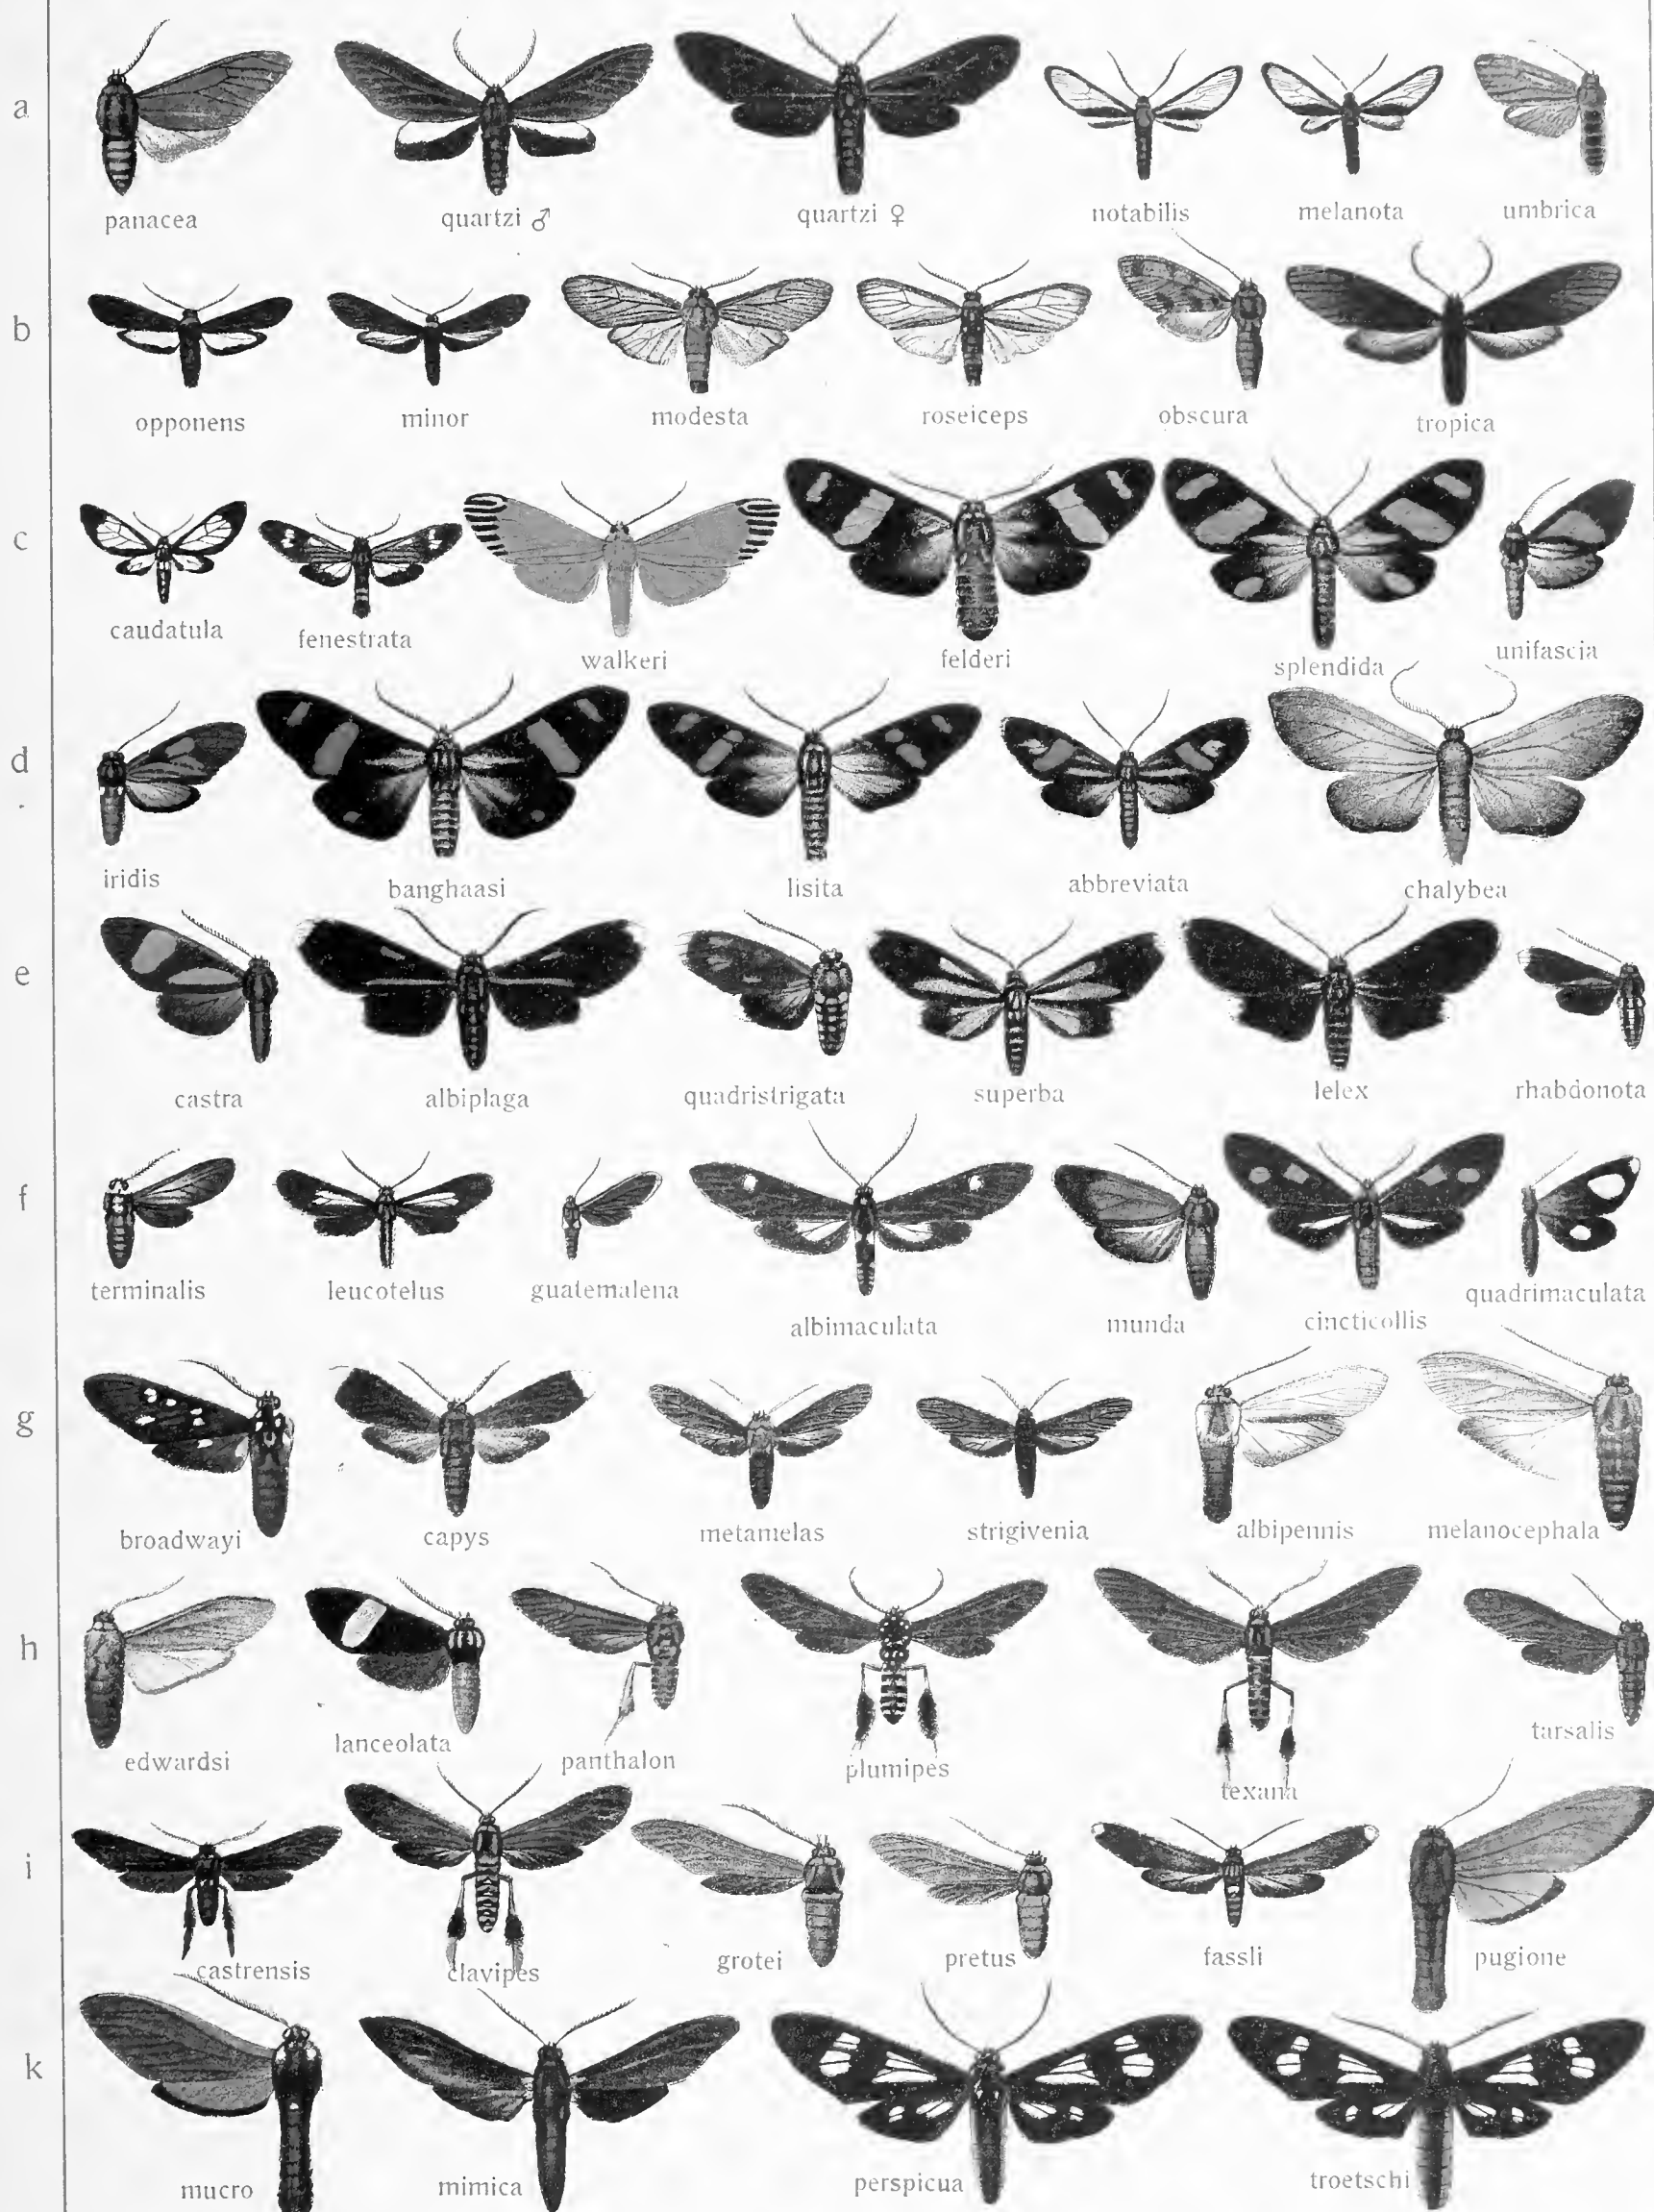 a
panacea quartzi ♂ quartzi ♀ notabilis melanota umbrica
b
opponens minor modesta roseiceps obscura tropica
c
caudatula fenestrata walkeri felderi splendida unifascia
d
iridis banghaasi lisita abbreviata chalybea
e
castra albiplaga quadristrigata superba lelex rhabdonota
f
terminalis leucotelus guatemalena albimaculata munda cincticollis quadrimaculata
g
broadwayi capys metamelas strigivenia albipennis melanocephala
h
edwardsi lanceolata panthalon plumipes texana tarsalis
i
castrensis clavipes grotei pretus fassli pugione
k
mucro mimica perspicua troetschi